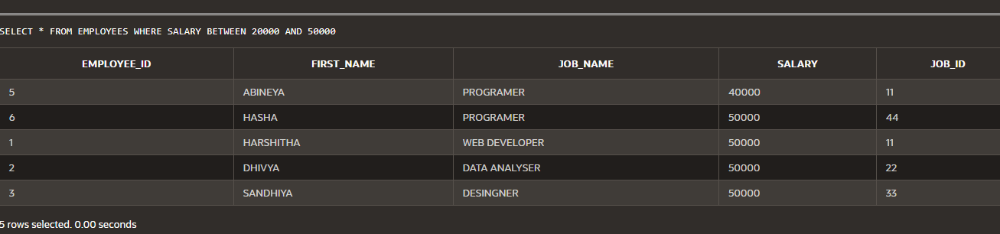 SELECT * FROM EMPLOYEES WHERE SALARY BETWEEN 20000 AND 50000
EMPLOYEE_ID FIRST_NAME JOB_NAME SALARY JOB_ID
5 ABINEYA PROGRAMER 40000 11
6 HASHA PROGRAMER 50000 44
1 HARSHITHA WEB DEVELOPER 50000 11
2 DHIVYA DATA ANALYSER 50000 22
3 SANDHIYA DESINGNER 50000 33
5 rows selected. 0.00 seconds